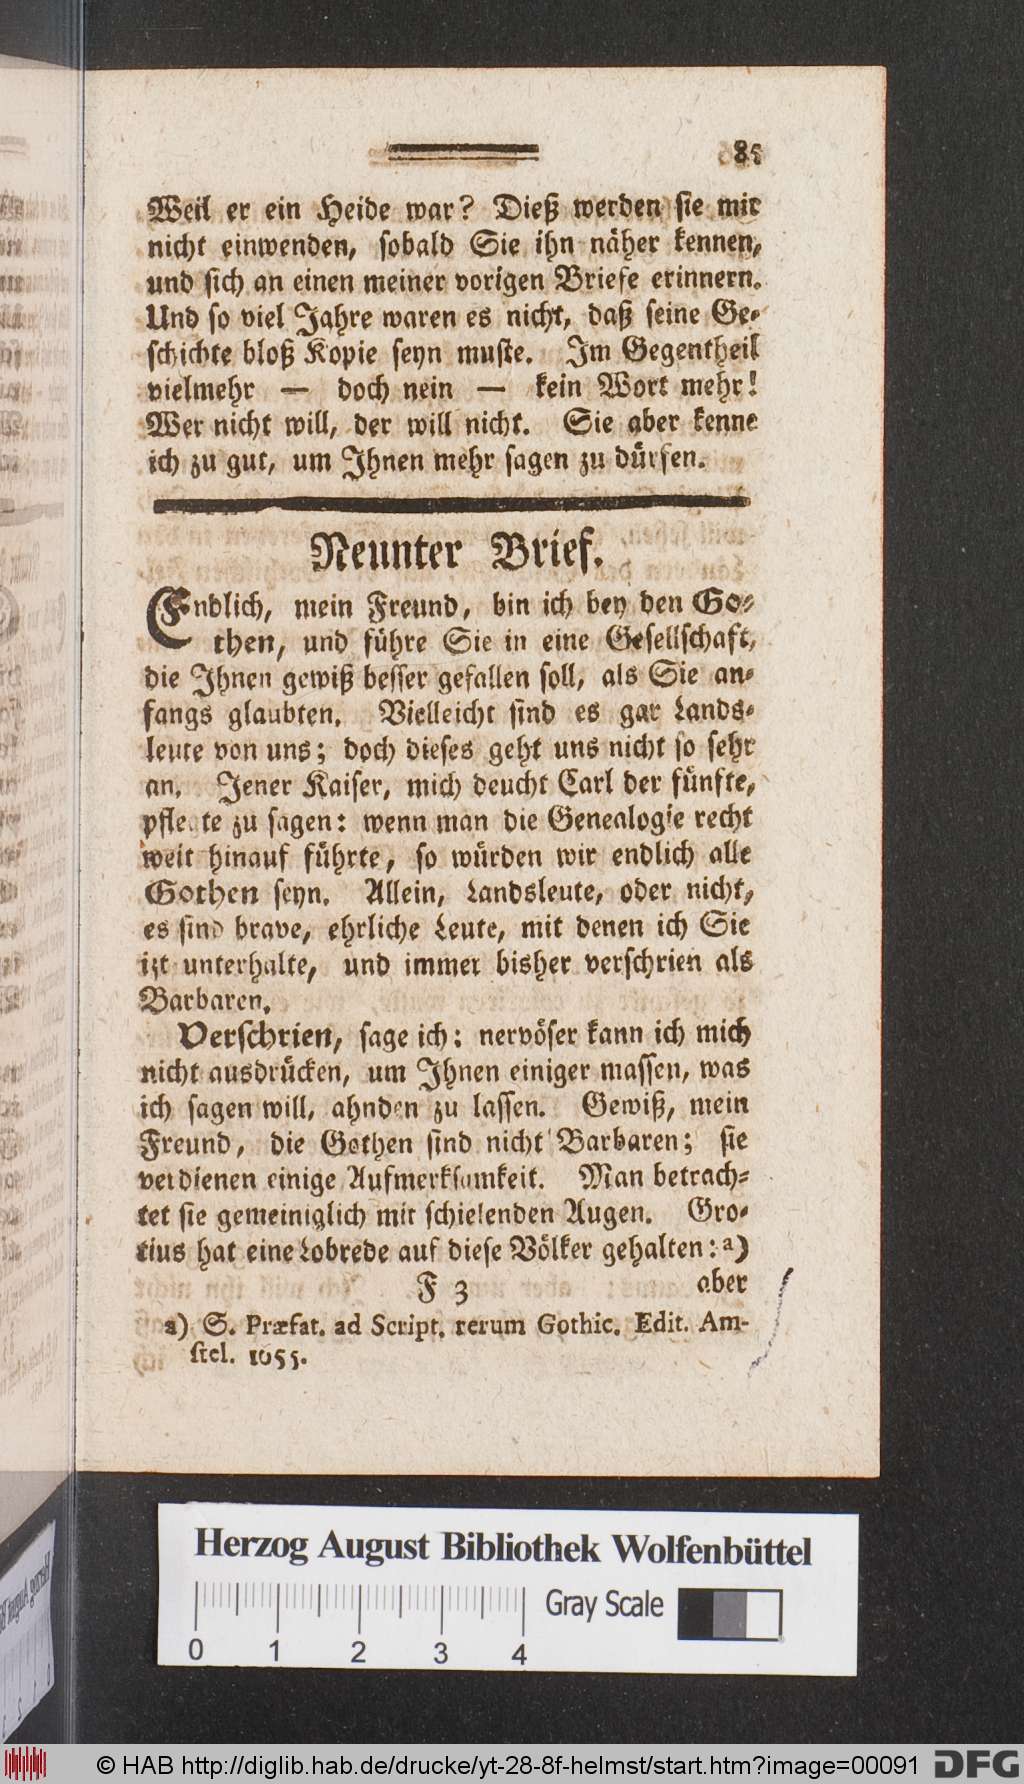 85
Weil er ein Heide war? Dieß werden sie mir
nicht einwenden, sobald Sie ihn näher kennen,
und sich an einen meiner vorigen Briefe erinnern.
Und so viel Jahre waren es nicht, daß seine Ge-
schichte bloß Kopie seyn muste. Im Gegentheil
vielmehr — doch nein — kein Wort mehr!
Wer nicht will, der will nicht. Sie aber kenne
ich zu gut, um Ihnen mehr sagen zu dürfen.
Neunter Brief.
Endlich, mein Freund, bin ich bey den Go-
then, und führe Sie in eine Gesellschaft,
die Ihnen gewiß besser gefallen soll, als Sie an-
fangs glaubten. Vielleicht sind es gar Lands-
leute von uns; doch dieses geht uns nicht so sehr
an. Jener Kaiser, mich deucht Carl der fünfte,
pflegte zu sagen: wenn man die Genealogie recht
weit hinauf führte, so würden wir endlich alle
Gothen seyn. Allein, Landsleute, oder nicht,
es sind brave, ehrliche Leute, mit denen ich Sie
izt unterhalte, und immer bisher verschrien als
Barbaren.
Verschrien, sage ich: nervöser kann ich mich
nicht ausdrücken, um Ihnen einiger massen, was
ich sagen will, ahnden zu lassen. Gewiß, mein
Freund, die Gothen sind nicht Barbaren; sie
verdienen einige Aufmerksamkeit. Man betrach-
tet sie gemeiniglich mit schielenden Augen. Gro-
tius hat eine Lobrede auf diese Völker gehalten: a)
F 3 aber
a) S. Præfat. ad Script. rerum Gothic. Edit. Am-
stel. 1655.
Herzog August Bibliothek Wolfenbüttel
Gray Scale
0 1 2 3 4
© HAB http://diglib.hab.de/drucke/yt-28-8f-helmst/start.htm?image=00091 DFG